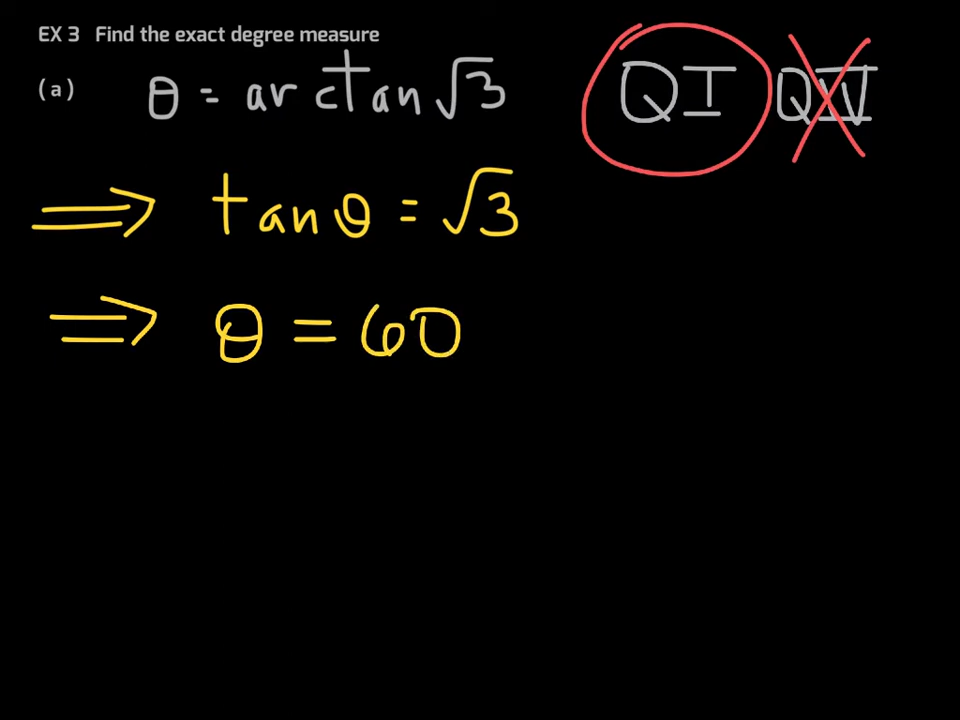 EX 3 Find the exact degree measure
(a) θ = arctan √3 QI QIV
⟹ tan θ = √3
⟹ θ = 60